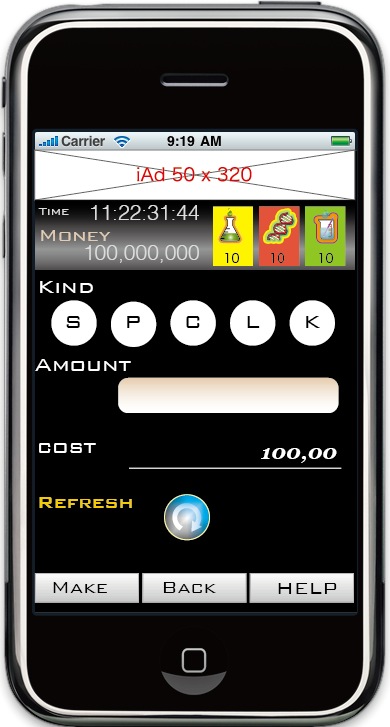 Carrier 9:19 AM
iAd 50 x 320
Time 11:22:31:44
Money
100,000,000
10 10 10
Kind
S P C L K
Amount
COST 100,00
Refresh
Make Back HELP